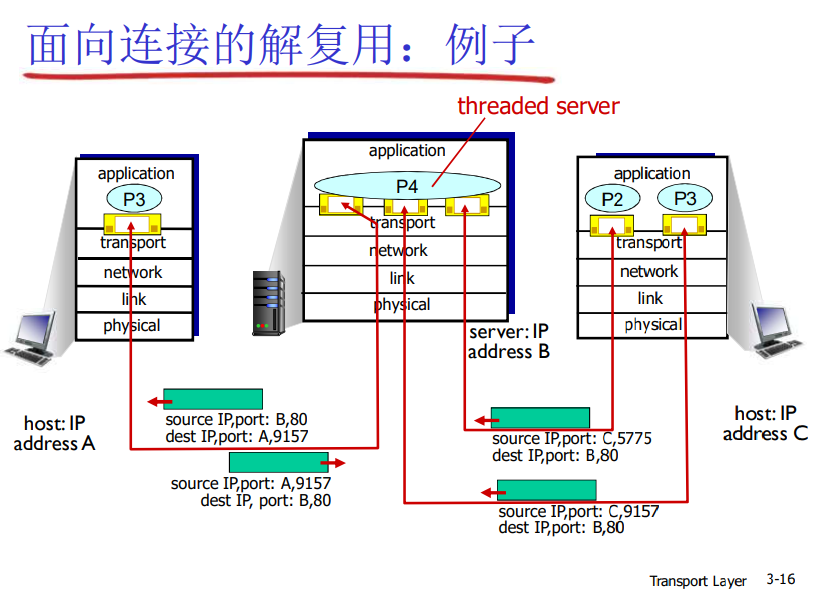 面向连接的解复用：例子
threaded server
application
P3
transport
network
link
physical
application
P4
transport
network
link
physical
application
P2
P3
transport
network
link
physical
server: IP
address B
host: IP
address A
host: IP
address C
source IP,port: B,80
dest IP,port: A,9157
source IP,port: A,9157
dest IP, port: B,80
source IP,port: C,5775
dest IP,port: B,80
source IP,port: C,9157
dest IP,port: B,80
Transport Layer 3-16